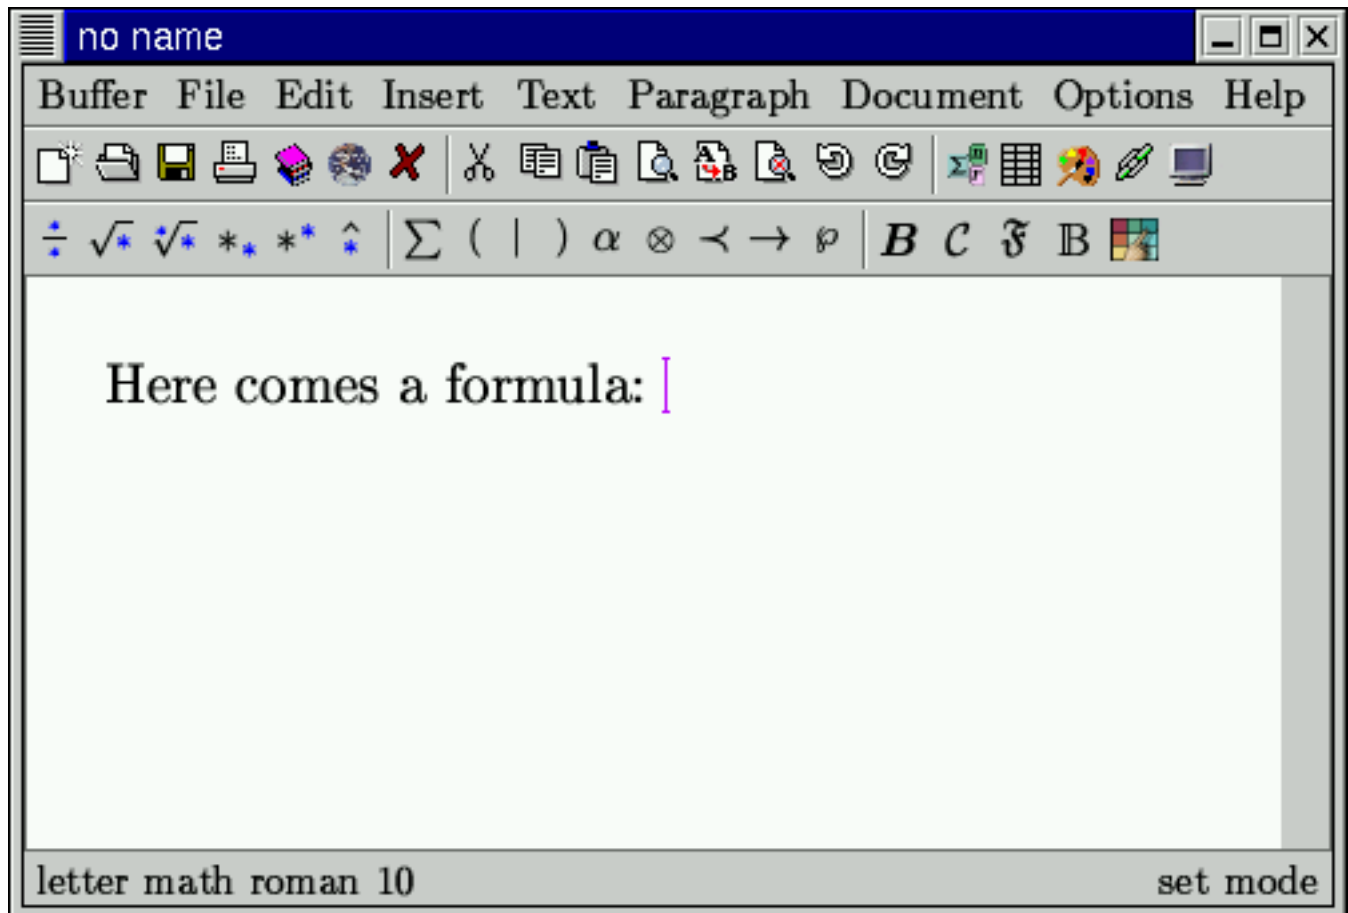 no name
Buffer File Edit Insert Text Paragraph Document Options Help
∗/∗ √∗ ∗√∗ ∗∗ ∗* ^∗ ∑ ( | ) α ⊗ ≺ → ℘ B C 𝔉 𝔹
Here comes a formula:
letter math roman 10
set mode